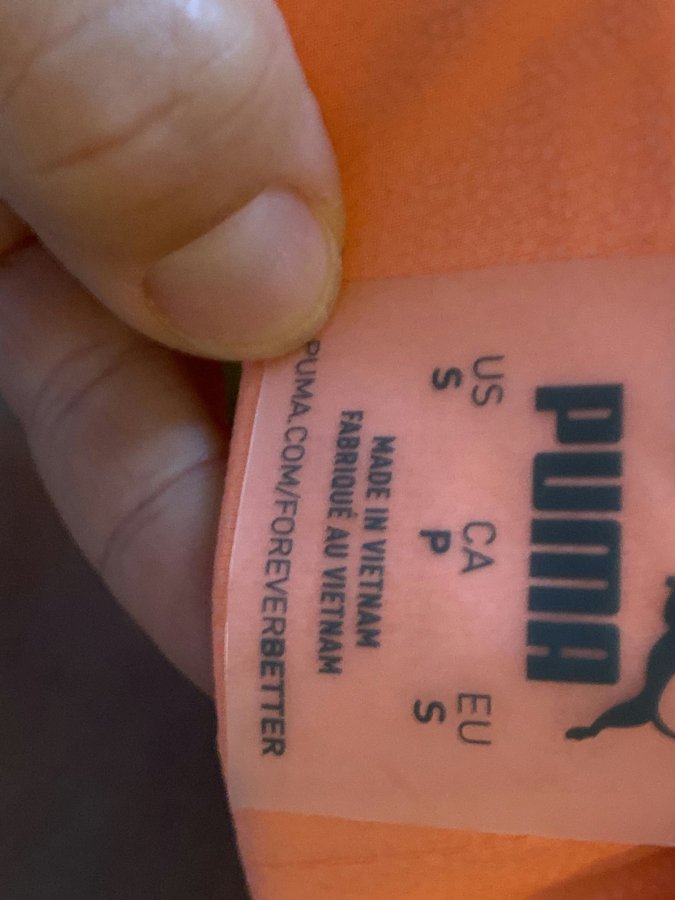 PUMA
US CA EU
S P S
MADE IN VIETNAM
FABRIQUÉ AU VIETNAM
PUMA.COM/FOREVERBETTER